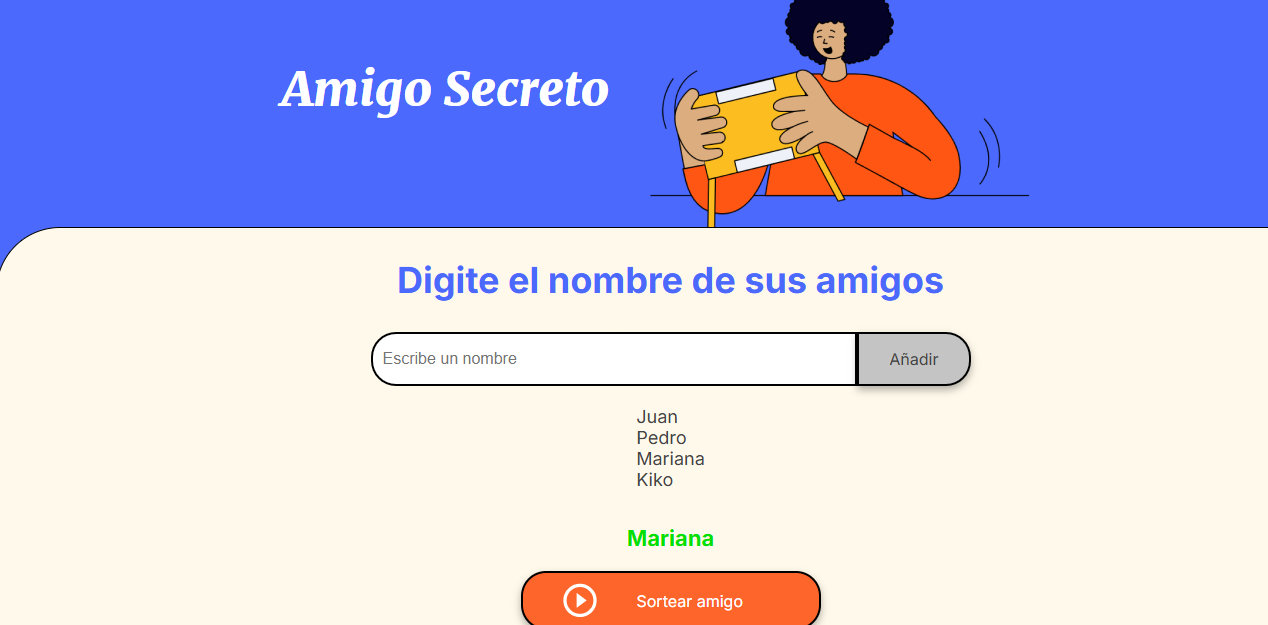 Amigo Secreto
Digite el nombre de sus amigos
Escribe un nombre
Añadir
Juan
Pedro
Mariana
Kiko
Mariana
Sortear amigo